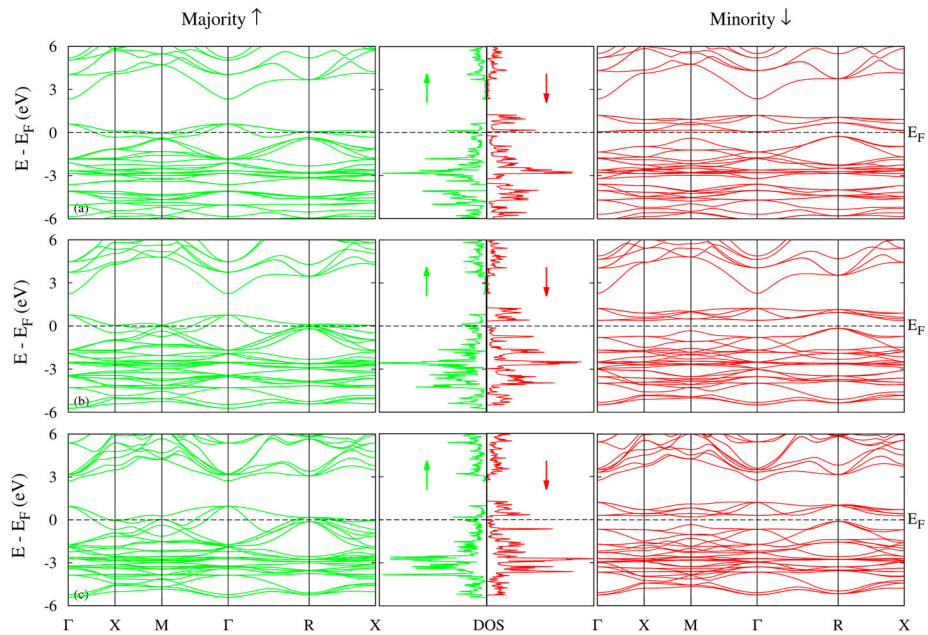 Majority ↑
Minority ↓
6
3
0
-3
-6
E - E_F (eV)
(a)
E_F
6
3
0
-3
-6
E - E_F (eV)
(b)
E_F
6
3
0
-3
-6
E - E_F (eV)
(c)
E_F
Γ X M Γ R X DOS Γ X M Γ R X